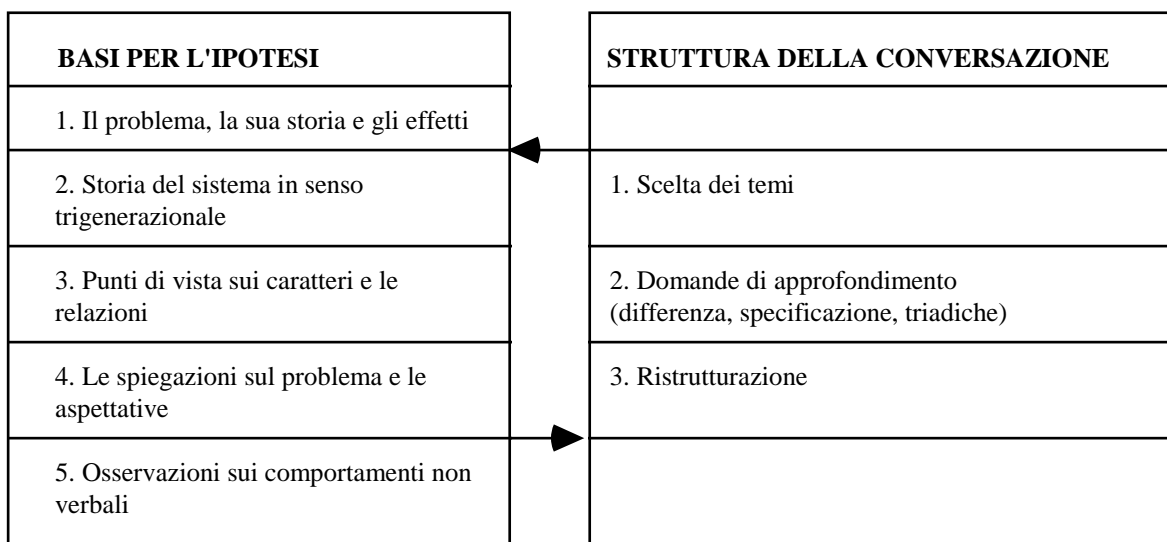 BASI PER L'IPOTESI
1. Il problema, la sua storia e gli effetti
2. Storia del sistema in senso
trigenerazionale
3. Punti di vista sui caratteri e le
relazioni
4. Le spiegazioni sul problema e le
aspettative
5. Osservazioni sui comportamenti non
verbali
STRUTTURA DELLA CONVERSAZIONE
1. Scelta dei temi
2. Domande di approfondimento
(differenza, specificazione, triadiche)
3. Ristrutturazione